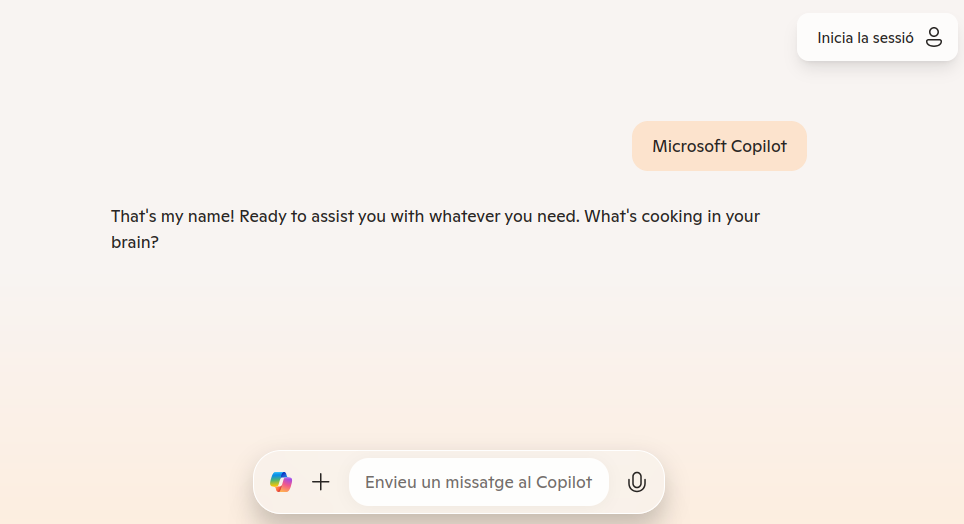 Inicia la sessió
Microsoft Copilot
That's my name! Ready to assist you with whatever you need. What's cooking in your
brain?
Envieu un missatge al Copilot